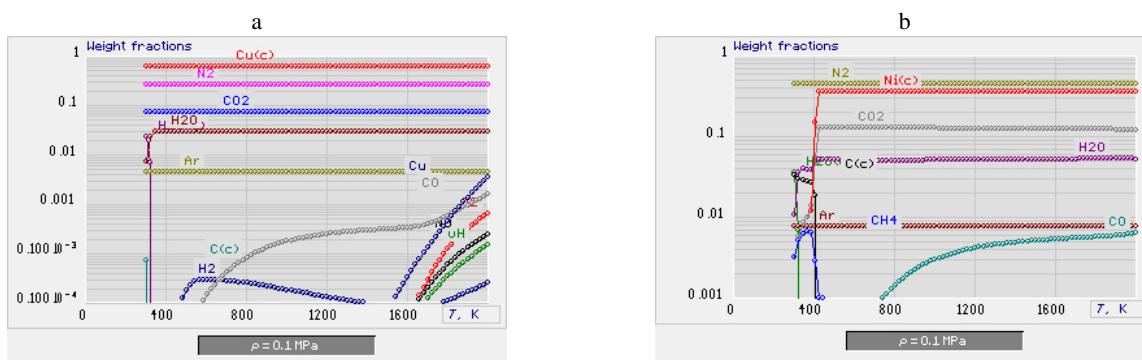 a
Weight fractions
1
Cu(c)
N2
0.1
CO2
H2O
0.01
Ar
Cu
CO
0.001
C(c)
H2
0.100 10⁻³
0.100 10⁻⁴
0
400
800
1200
1600
T, K
p=0.1 MPa
b
Weight fractions
1
N2
Ni(c)
CO2
0.1
H2O
C(c)
Ar
CH4
CO
0.01
0.001
0
400
800
1200
1600
T, K
p=0.1 MPa